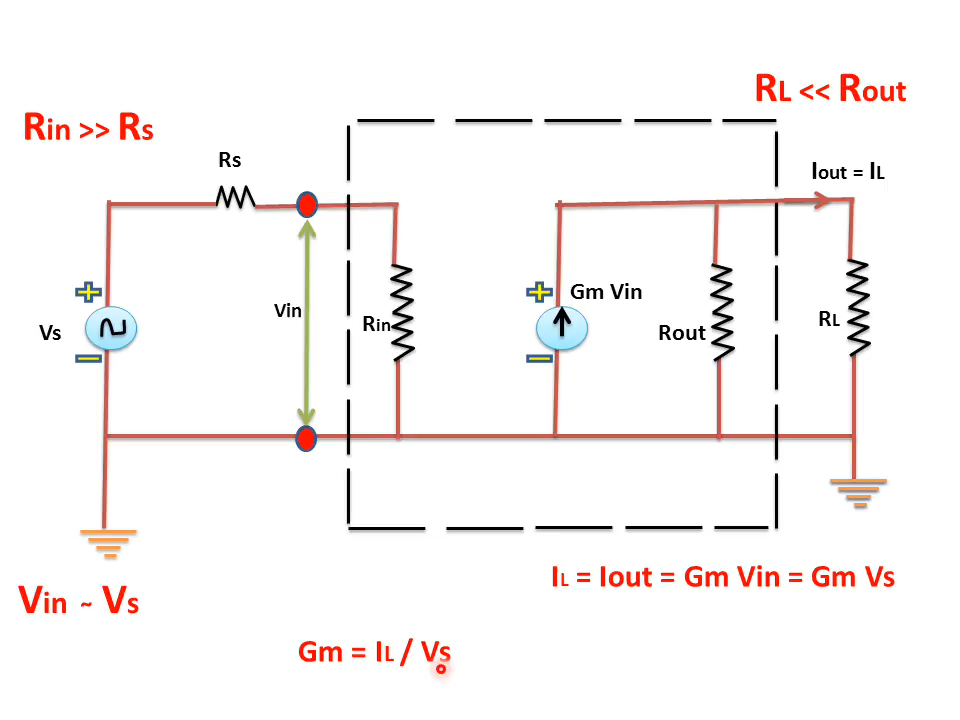 RL << Rout
Rin >> Rs
Rs
Iout = IL
Gm Vin
Vin
Vs
Rin
Rout
RL
IL = Iout = Gm Vin = Gm Vs
Vin ~ Vs
Gm = IL / Vs